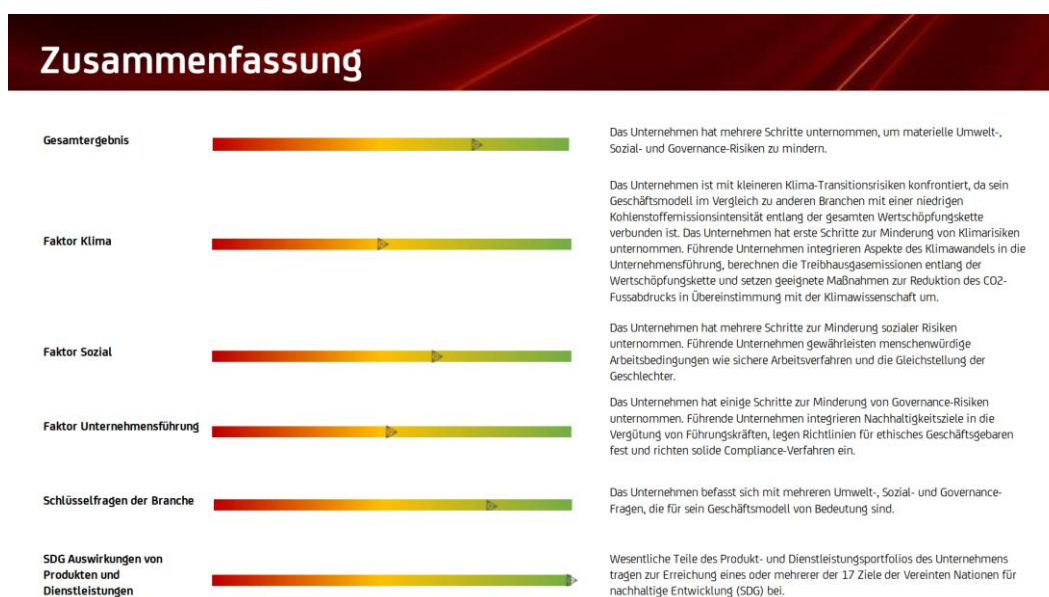 Zusammenfassung
Gesamtergebnis
Das Unternehmen hat mehrere Schritte unternommen, um materielle Umwelt-,
Sozial- und Governance-Risiken zu mindern.
Faktor Klima
Das Unternehmen ist mit kleineren Klima-Transitionsrisiken konfrontiert, da sein
Geschäftsmodell im Vergleich zu anderen Branchen mit einer niedrigen
Kohlenstoffemissionsintensität entlang der gesamten Wertschöpfungskette
verbunden ist. Das Unternehmen hat erste Schritte zur Minderung von Klimarisiken
unternommen. Führende Unternehmen integrieren Aspekte des Klimawandels in die
Unternehmensführung, berechnen die Treibhausgasemissionen entlang der
Wertschöpfungskette und setzen geeignete Maßnahmen zur Reduktion des CO2-
Fussabdrucks in Übereinstimmung mit der Klimawissenschaft um.
Faktor Sozial
Das Unternehmen hat mehrere Schritte zur Minderung sozialer Risiken
unternommen. Führende Unternehmen gewährleisten menschenwürdige
Arbeitsbedingungen wie sichere Arbeitsverfahren und die Gleichstellung der
Geschlechter.
Faktor Unternehmensführung
Das Unternehmen hat einige Schritte zur Minderung von Governance-Risiken
unternommen. Führende Unternehmen integrieren Nachhaltigkeitsziele in die
Vergütung von Führungskräften, legen Richtlinien für ethisches Geschäftsgebaren
fest und richten solide Compliance-Verfahren ein.
Schlüsselfragen der Branche
Das Unternehmen befasst sich mit mehreren Umwelt-, Sozial- und Governance-
Fragen, die für sein Geschäftsmodell von Bedeutung sind.
SDG Auswirkungen von
Produkten und
Dienstleistungen
Wesentliche Teile des Produkt- und Dienstleistungsportfolios des Unternehmens
tragen zur Erreichung eines oder mehrerer der 17 Ziele der Vereinten Nationen für
nachhaltige Entwicklung (SDG) bei.